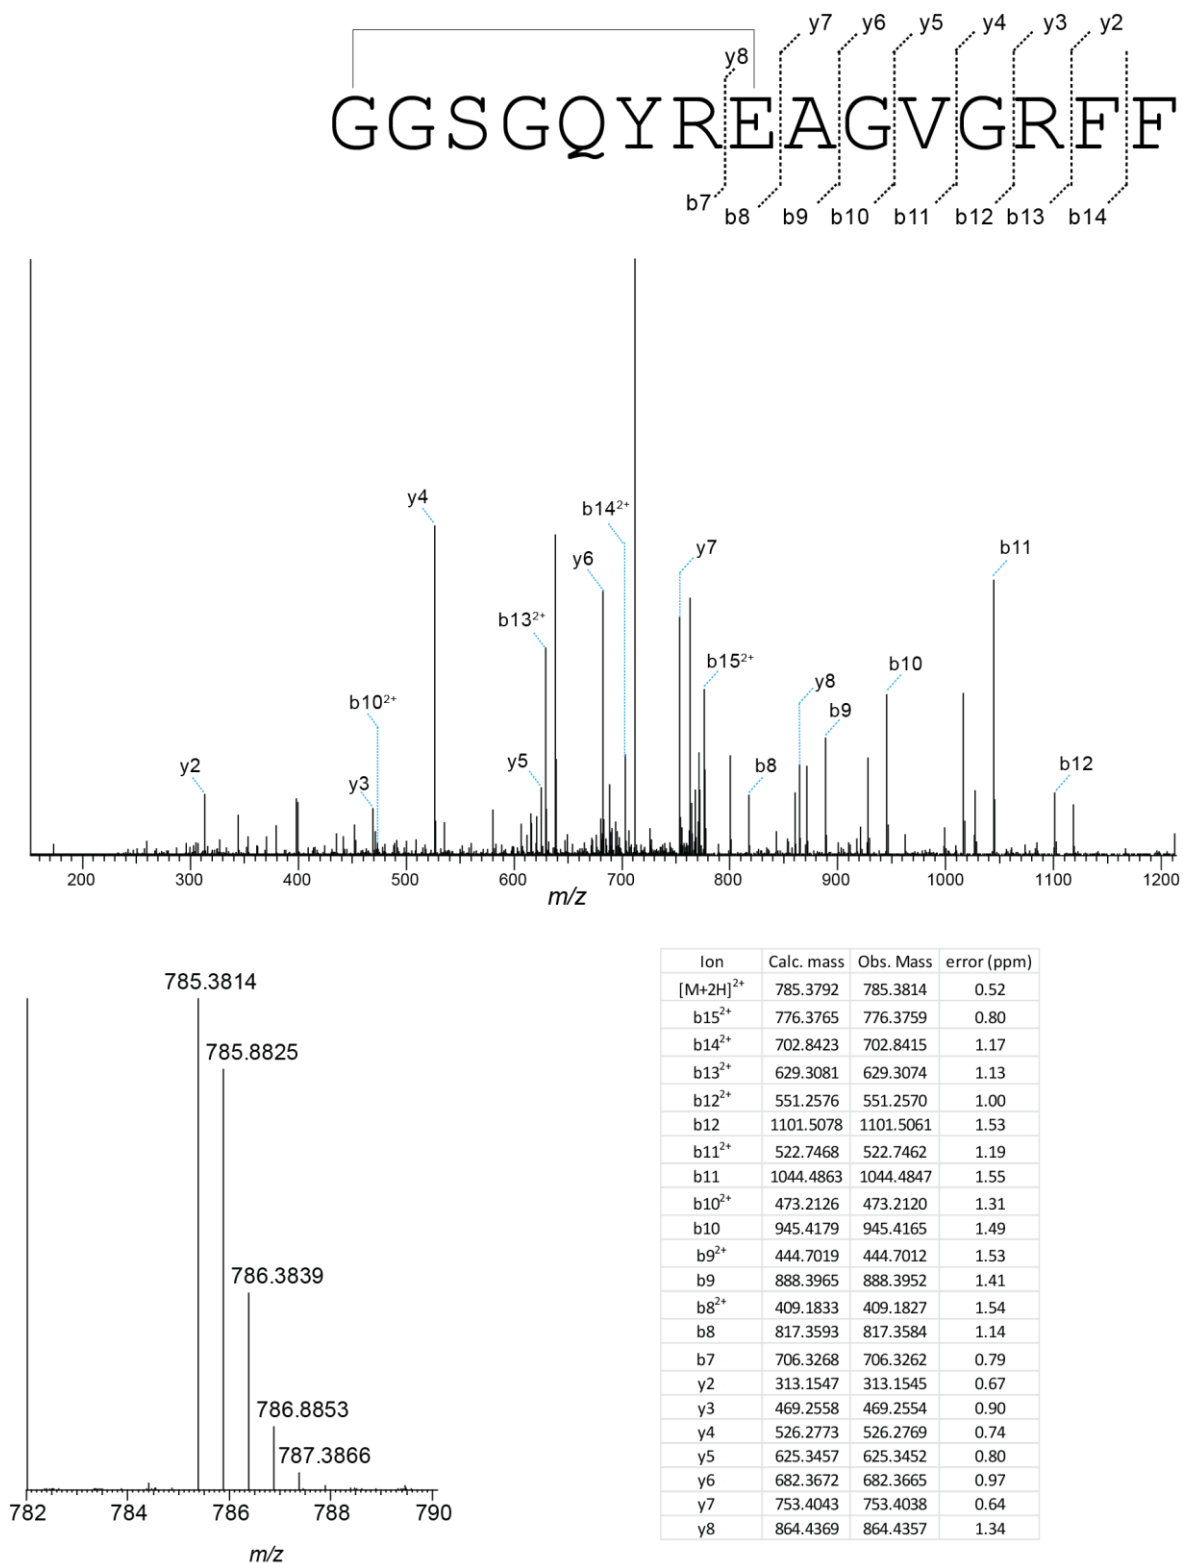 y7 y6 y5 y4 y3 y2
y8
GGSGQYREAGVGRFF
b7 b8 b9 b10 b11 b12 b13 b14
b14²⁺
y4
b11
y7
y6
b13²⁺
b15²⁺
b10
y8
b10²⁺
b9
y2
y3
y5
b8
b12
200 300 400 500 600 700 800 900 1000 1100 1200
m/z
785.3814
785.8825
786.3839
786.8853
787.3866
782 784 786 788 790
m/z
Ion Calc. mass Obs. Mass error (ppm)
[M+2H]²⁺ 785.3792 785.3814 0.52
b15²⁺ 776.3765 776.3759 0.80
b14²⁺ 702.8423 702.8415 1.17
b13²⁺ 629.3081 629.3074 1.13
b12²⁺ 551.2576 551.2570 1.00
b12 1101.5078 1101.5061 1.53
b11²⁺ 522.7468 522.7462 1.19
b11 1044.4863 1044.4847 1.55
b10²⁺ 473.2126 473.2120 1.31
b10 945.4179 945.4165 1.49
b9²⁺ 444.7019 444.7012 1.53
b9 888.3965 888.3952 1.41
b8²⁺ 409.1833 409.1827 1.54
b8 817.3593 817.3584 1.14
b7 706.3268 706.3262 0.79
y2 313.1547 313.1545 0.67
y3 469.2558 469.2554 0.90
y4 526.2773 526.2769 0.74
y5 625.3457 625.3452 0.80
y6 682.3672 682.3665 0.97
y7 753.4043 753.4038 0.64
y8 864.4369 864.4357 1.34